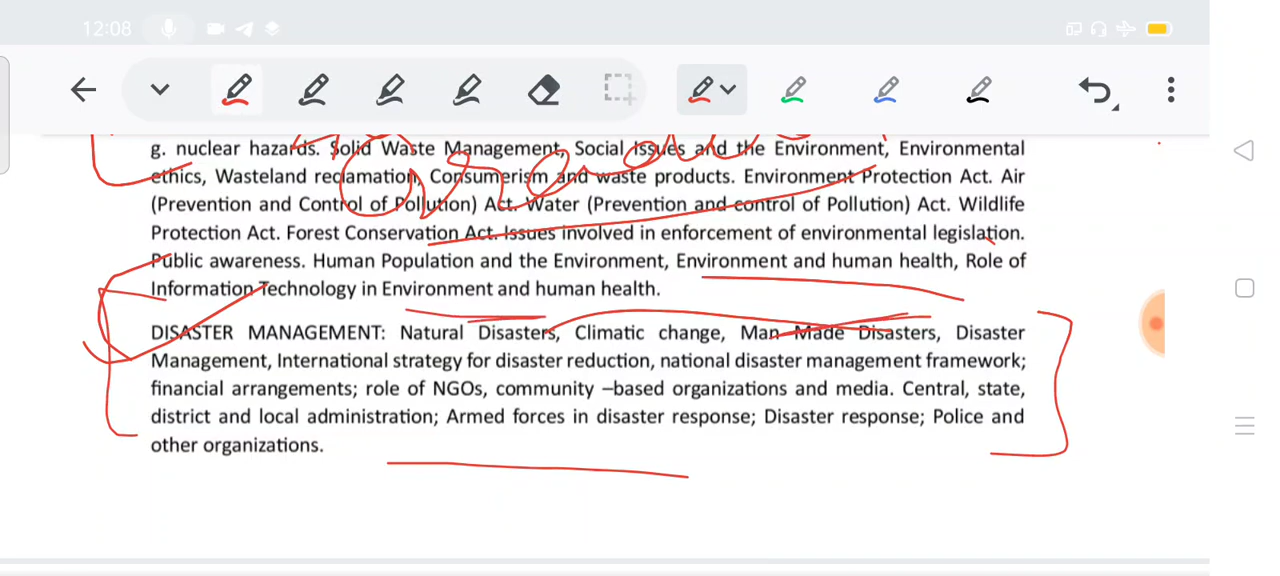 12:08
g. nuclear hazards. Solid Waste Management, Social Issues and the Environment, Environmental
ethics, Wasteland reclamation, Consumerism and waste products. Environment Protection Act. Air
(Prevention and Control of Pollution) Act. Water (Prevention and control of Pollution) Act. Wildlife
Protection Act. Forest Conservation Act. Issues involved in enforcement of environmental legislation.
Public awareness. Human Population and the Environment, Environment and human health, Role of
Information Technology in Environment and human health.
DISASTER MANAGEMENT: Natural Disasters, Climatic change, Man Made Disasters, Disaster
Management, International strategy for disaster reduction, national disaster management framework;
financial arrangements; role of NGOs, community –based organizations and media. Central, state,
district and local administration; Armed forces in disaster response; Disaster response; Police and
other organizations.